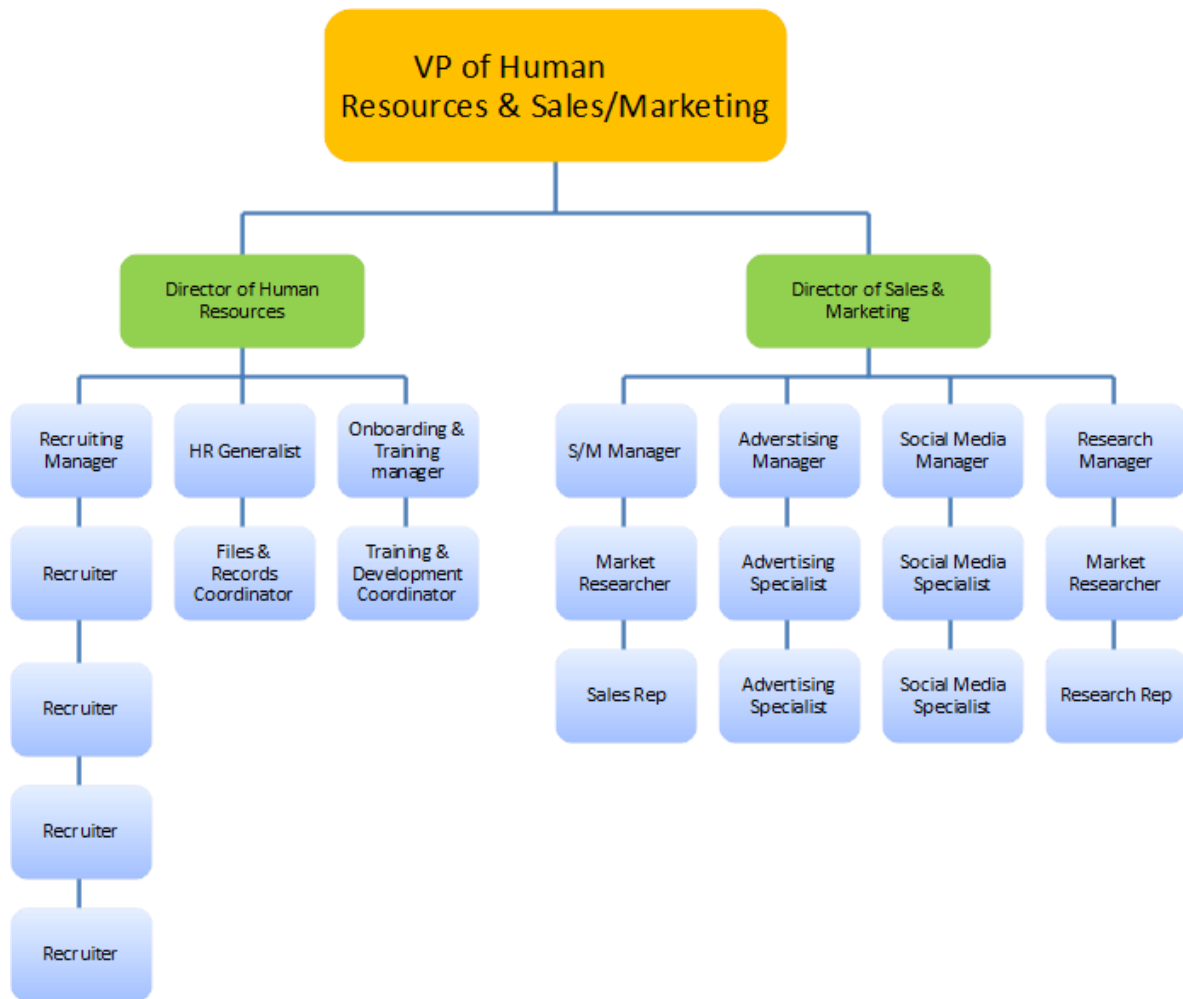 VP of Human
Resources & Sales/Marketing
Director of Human
Resources
Director of Sales &
Marketing
Recruiting
Manager
HR Generalist
Onboarding &
Training
manager
S/M Manager
Adverstising
Manager
Social Media
Manager
Research
Manager
Recruiter
Files &
Records
Coordinator
Training &
Development
Coordinator
Market
Researcher
Advertising
Specialist
Social Media
Specialist
Market
Researcher
Recruiter
Sales Rep
Advertising
Specialist
Social Media
Specialist
Research Rep
Recruiter
Recruiter